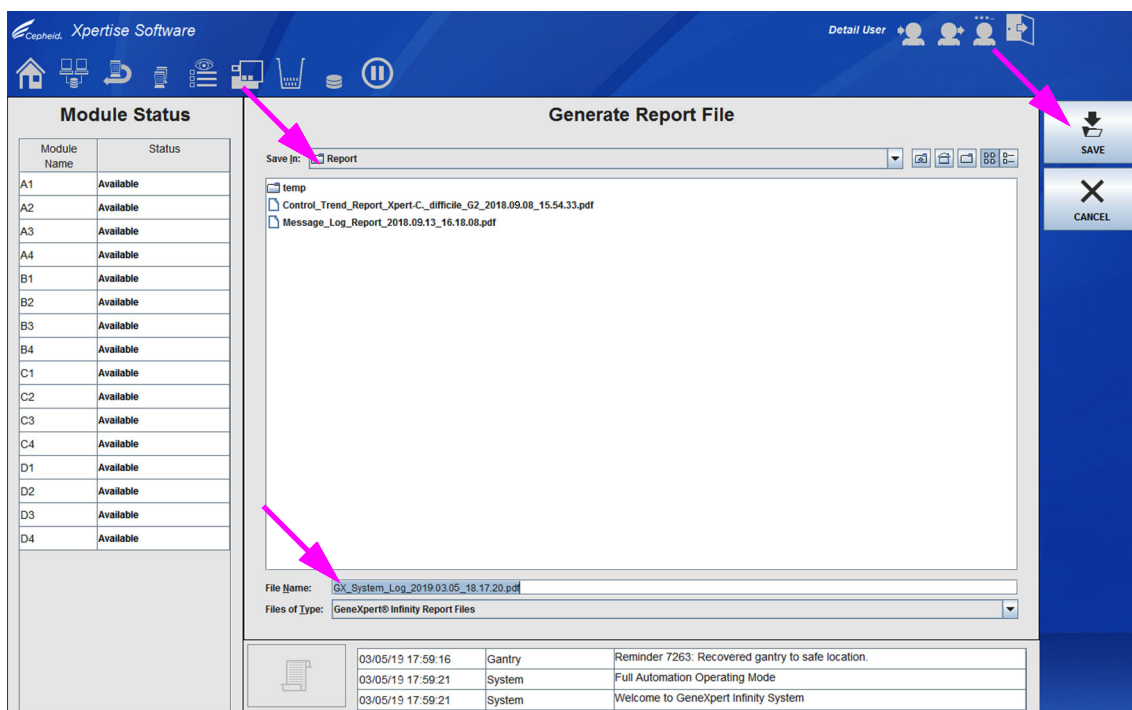 Cepheid. Xpertise Software
Detail User
Module Status
Module Name Status
A1 Available
A2 Available
A3 Available
A4 Available
B1 Available
B2 Available
B3 Available
B4 Available
C1 Available
C2 Available
C3 Available
C4 Available
D1 Available
D2 Available
D3 Available
D4 Available
Generate Report File
Save In: Report
temp
Control_Trend_Report_Xpert-C._difficile_G2_2018.09.08_15.54.33.pdf
Message_Log_Report_2018.09.13_16.18.08.pdf
File Name: GX_System_Log_2019.03.05_18.17.20.pdf
Files of Type: GeneXpert® Infinity Report Files
03/05/19 17:59:16 Gantry Reminder 7263: Recovered gantry to safe location.
03/05/19 17:59:21 System Full Automation Operating Mode
03/05/19 17:59:21 System Welcome to GeneXpert Infinity System
SAVE
CANCEL